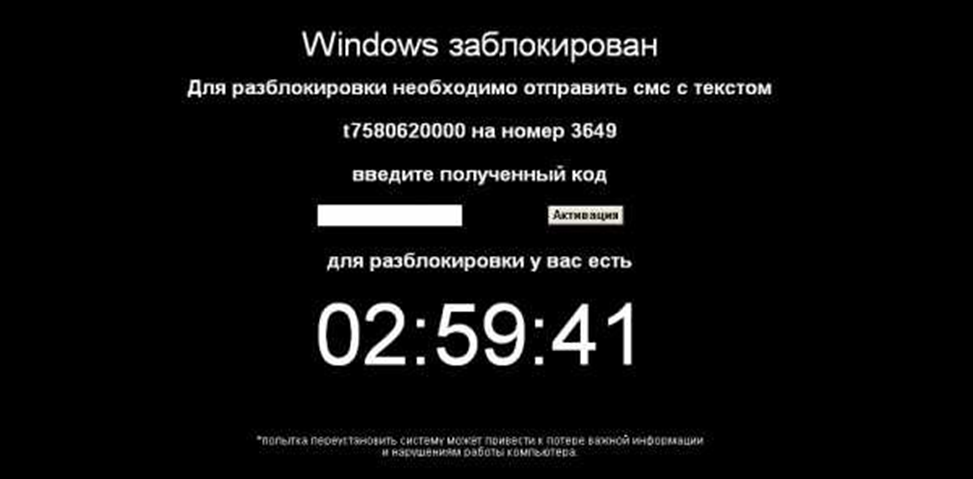 Windows заблокирован
Для разблокировки необходимо отправить смс с текстом
t7580620000 на номер 3649
введите полученный код
Активация
для разблокировки у вас есть
02:59:41
*попытка переустановить систему может привести к потере важной информации
и нарушениям работы компьютера.